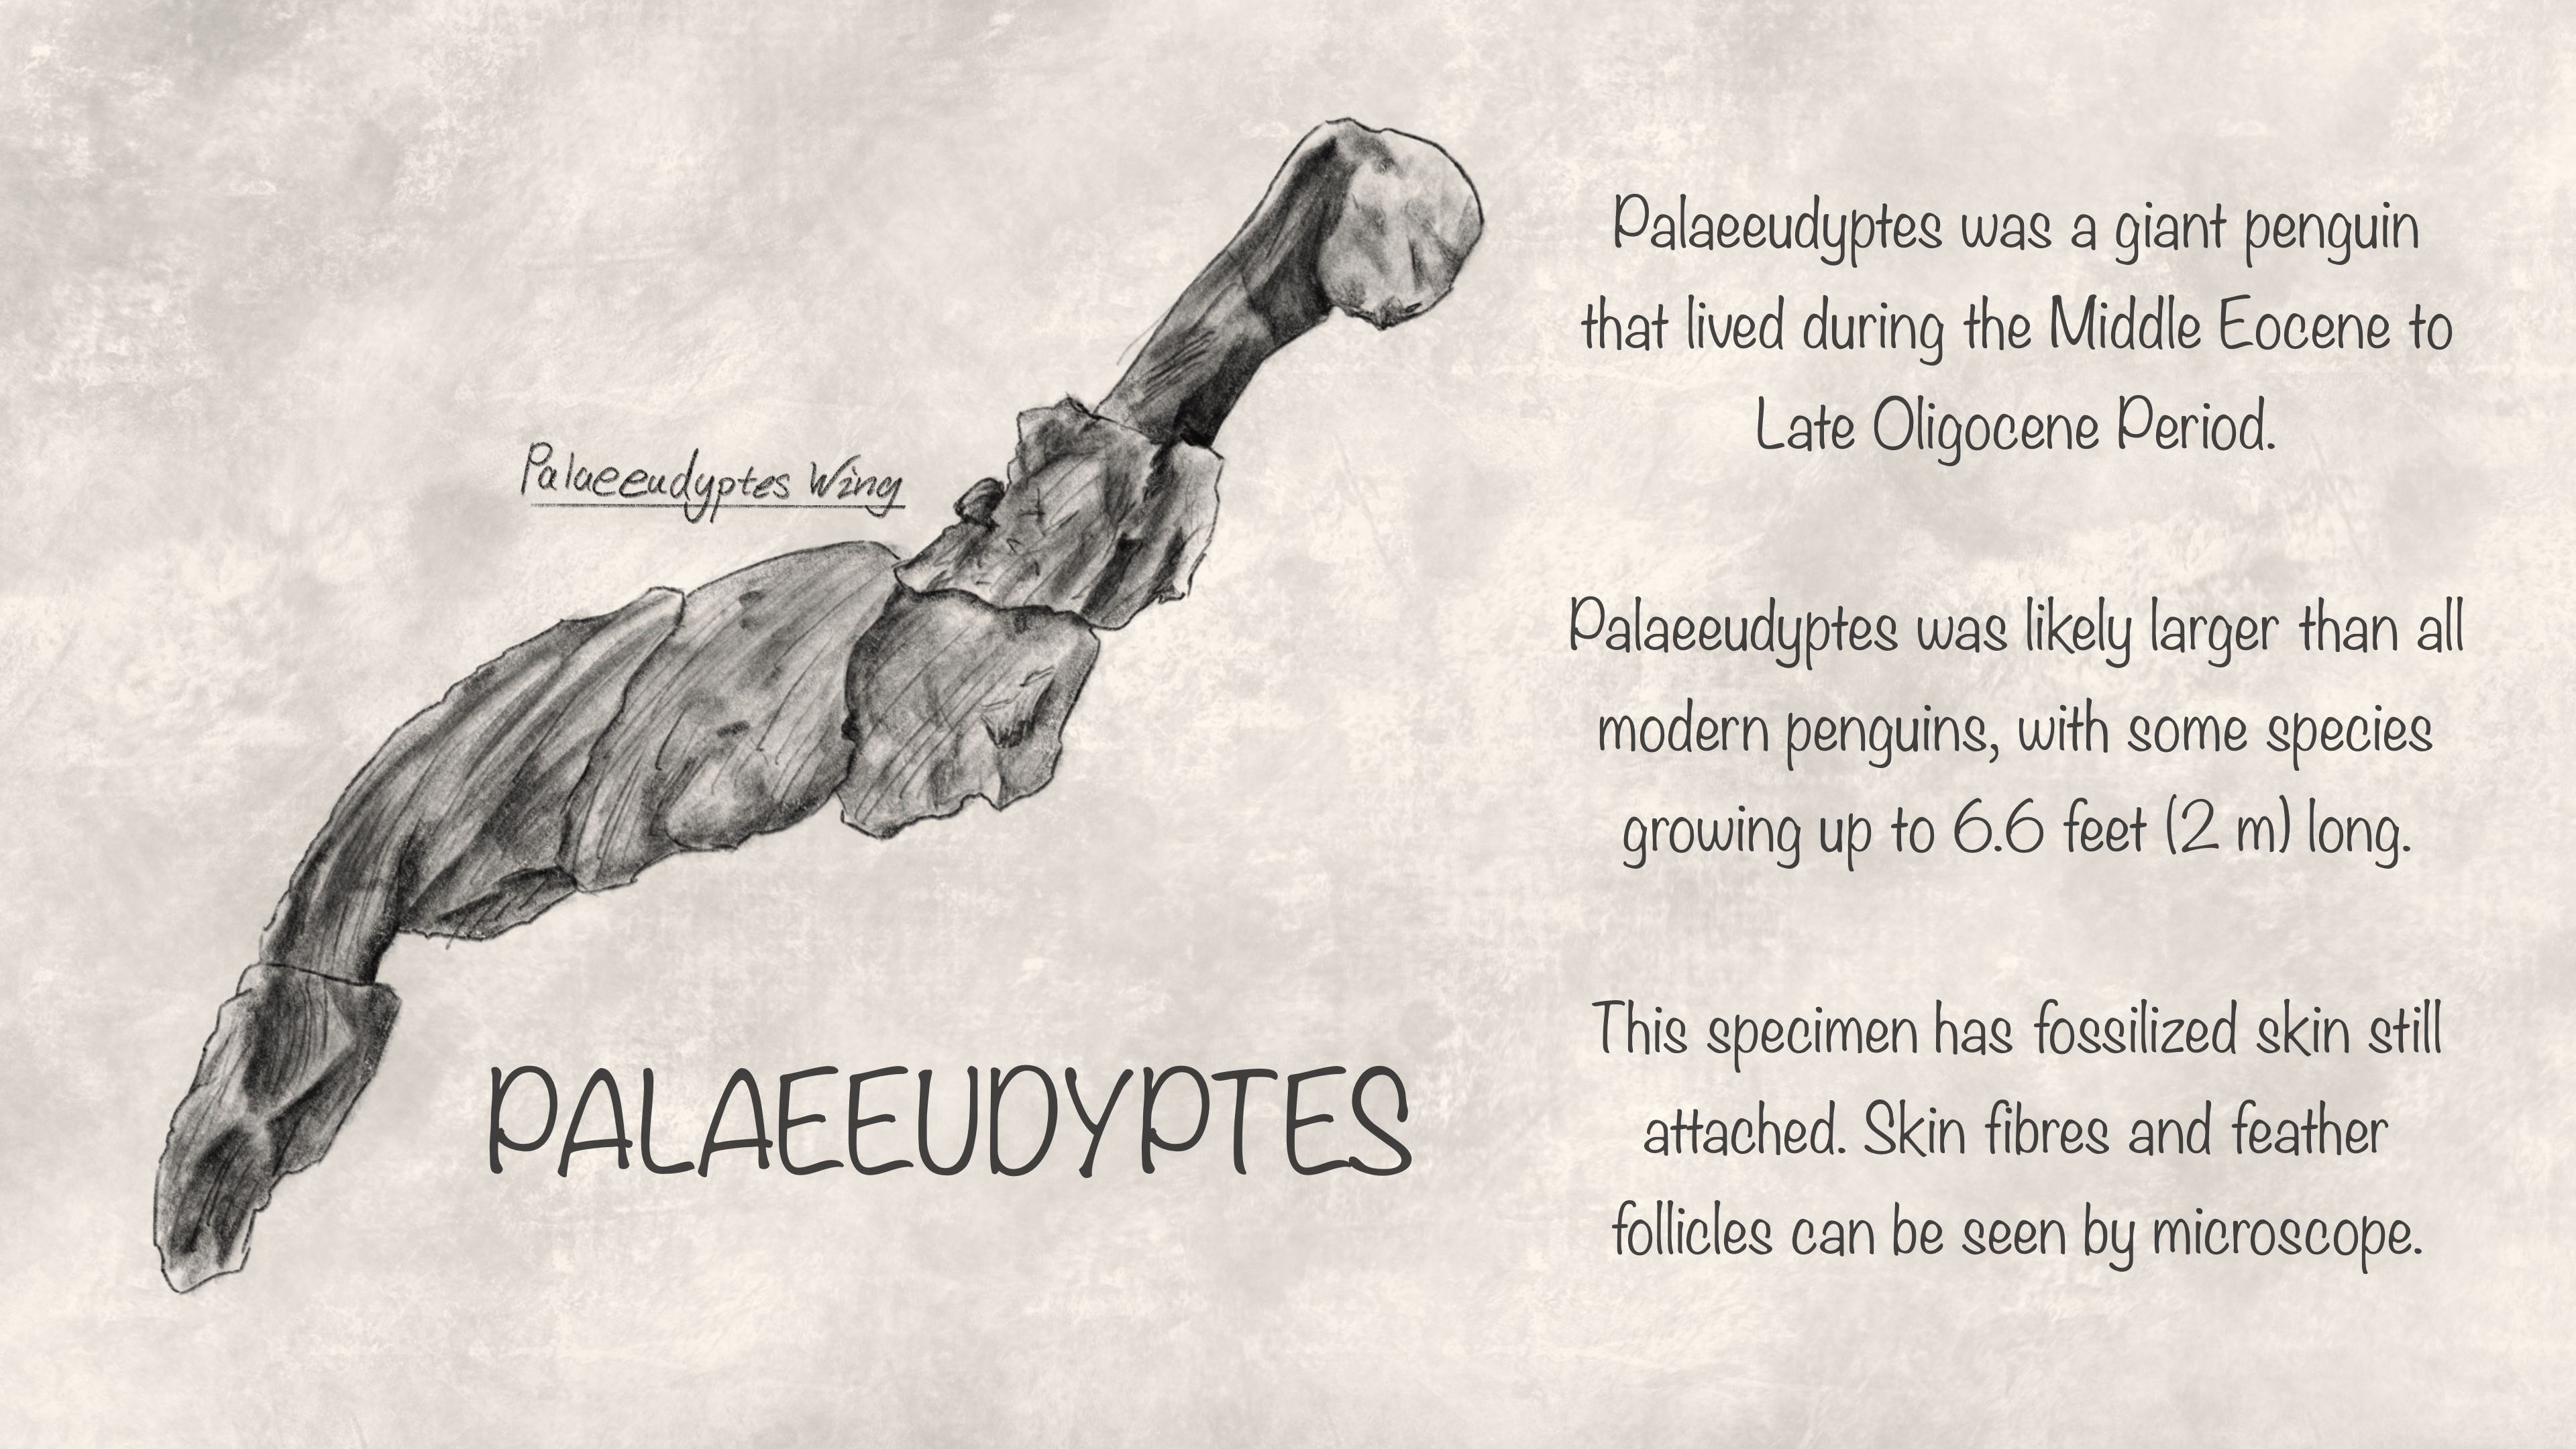 Palaeeudyptes Wing
PALAEEUDYPTES
Palaeeudyptes was a giant penguin
that lived during the Middle Eocene to
Late Oligocene Period.
Palaeeudyptes was likely larger than all
modern penguins, with some species
growing up to 6.6 feet (2 m) long.
This specimen has fossilized skin still
attached. Skin fibres and feather
follicles can be seen by microscope.